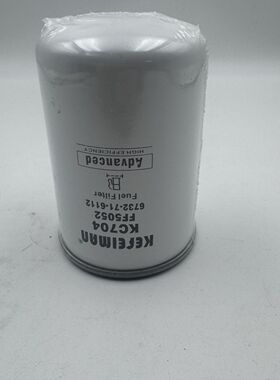 KEFEIMAN
KC704
FF5052
6732-71-6112
Fuel Filter
Advanced
HIGH EFFICIENCY